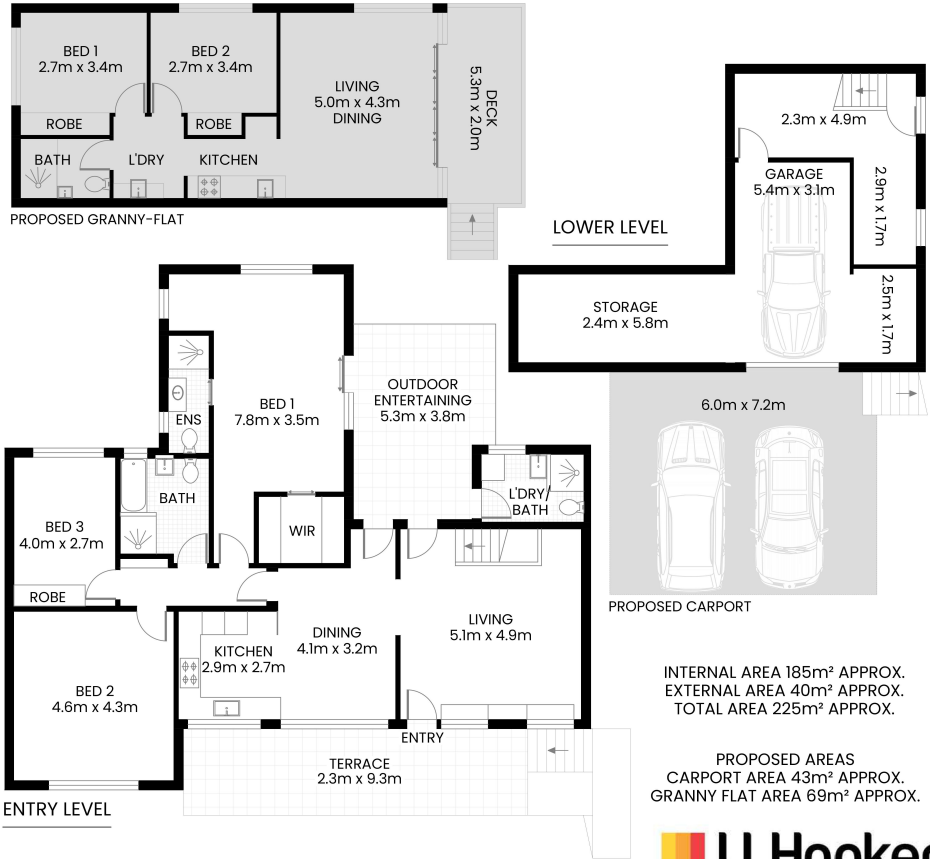 BED 1
2.7m x 3.4m
BED 2
2.7m x 3.4m
LIVING
5.0m x 4.3m
DINING
DECK
5.3m x 2.0m
ROBE
ROBE
BATH
L'DRY
KITCHEN
PROPOSED GRANNY-FLAT
LOWER LEVEL
2.3m x 4.9m
GARAGE
5.4m x 3.1m
2.9m x 1.7m
STORAGE
2.4m x 5.8m
2.5m x 1.7m
6.0m x 7.2m
PROPOSED CARPORT
BED 1
7.8m x 3.5m
OUTDOOR
ENTERTAINING
5.3m x 3.8m
ENS
BATH
L'DRY/
BATH
WIR
BED 3
4.0m x 2.7m
ROBE
LIVING
5.1m x 4.9m
DINING
4.1m x 3.2m
KITCHEN
2.9m x 2.7m
BED 2
4.6m x 4.3m
ENTRY
TERRACE
2.3m x 9.3m
ENTRY LEVEL
INTERNAL AREA 185m² APPROX.
EXTERNAL AREA 40m² APPROX.
TOTAL AREA 225m² APPROX.
PROPOSED AREAS
CARPORT AREA 43m² APPROX.
GRANNY FLAT AREA 69m² APPROX.